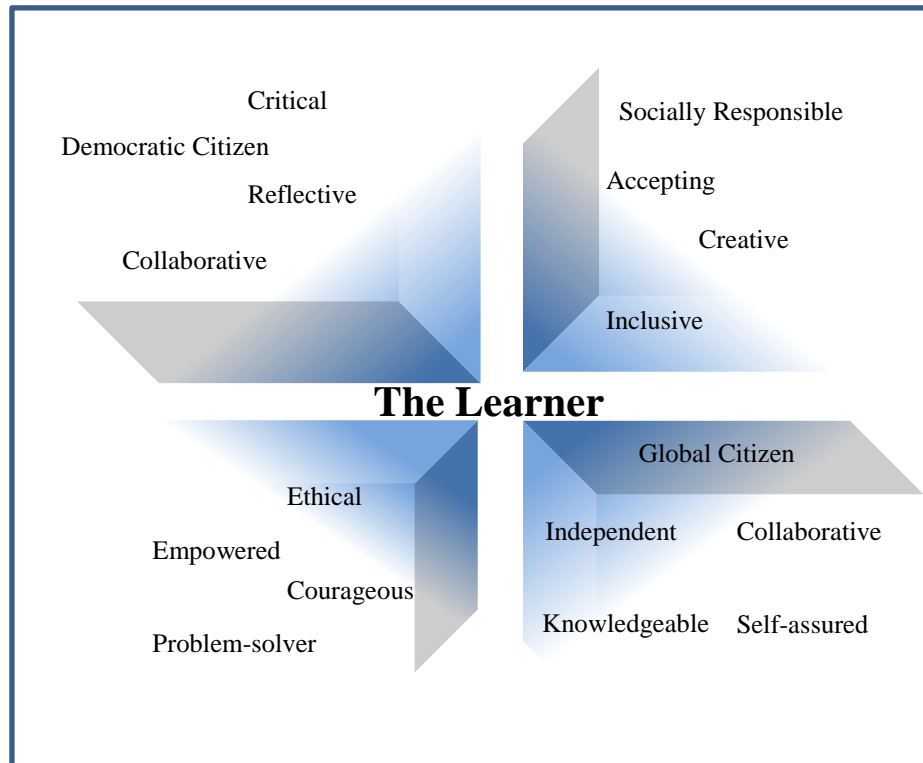 Critical
Democratic Citizen
Reflective
Collaborative
Socially Responsible
Accepting
Creative
Inclusive
The Learner
Ethical
Empowered
Courageous
Problem-solver
Global Citizen
Independent
Collaborative
Knowledgeable
Self-assured